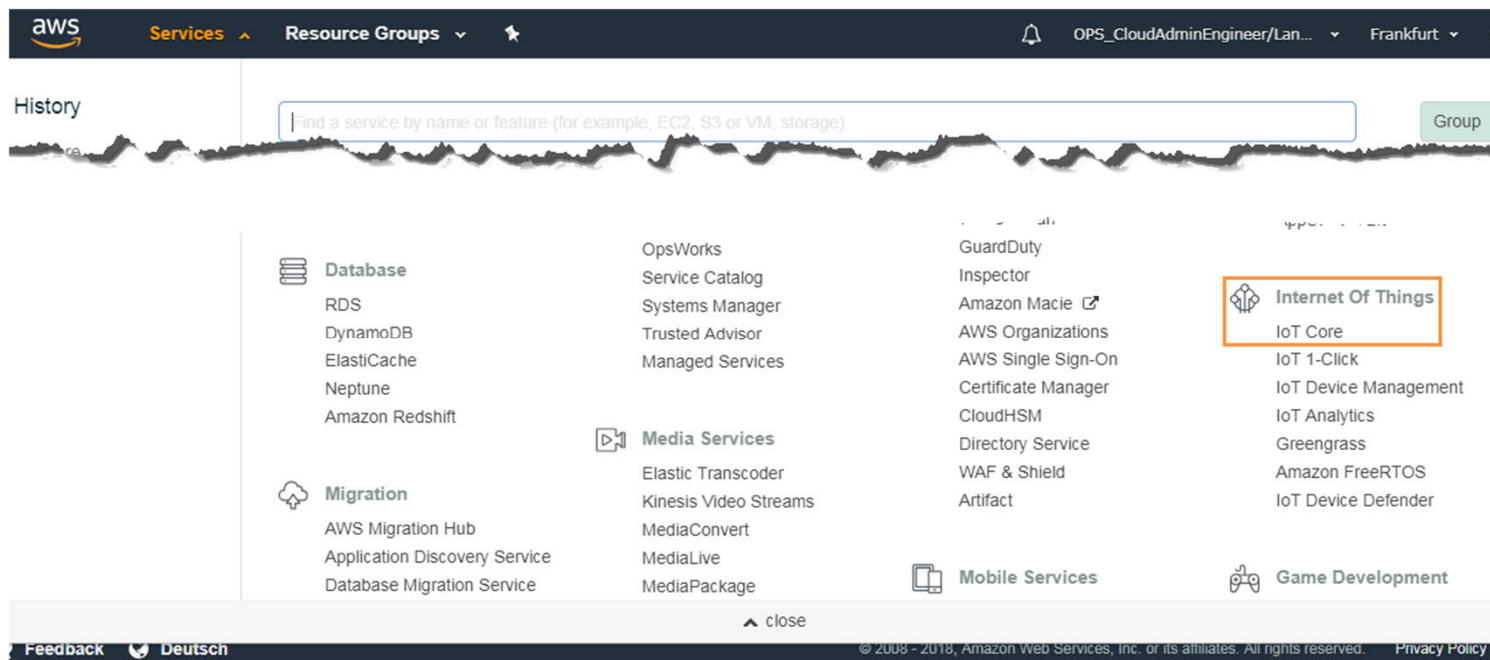 aws Services Resource Groups OPS_CloudAdminEngineer/Lan... Frankfurt
History
Find a service by name or feature (for example, EC2, S3 or VM, storage).
Group
Database
RDS
DynamoDB
ElastiCache
Neptune
Amazon Redshift
Migration
AWS Migration Hub
Application Discovery Service
Database Migration Service
OpsWorks
Service Catalog
Systems Manager
Trusted Advisor
Managed Services
Media Services
Elastic Transcoder
Kinesis Video Streams
MediaConvert
MediaLive
MediaPackage
GuardDuty
Inspector
Amazon Macie
AWS Organizations
AWS Single Sign-On
Certificate Manager
CloudHSM
Directory Service
WAF & Shield
Artifact
Mobile Services
Internet Of Things
IoT Core
IoT 1-Click
IoT Device Management
IoT Analytics
Greengrass
Amazon FreeRTOS
IoT Device Defender
Game Development
close
Feedback Deutsch © 2008 - 2018, Amazon Web Services, Inc. or its affiliates. All rights reserved. Privacy Policy